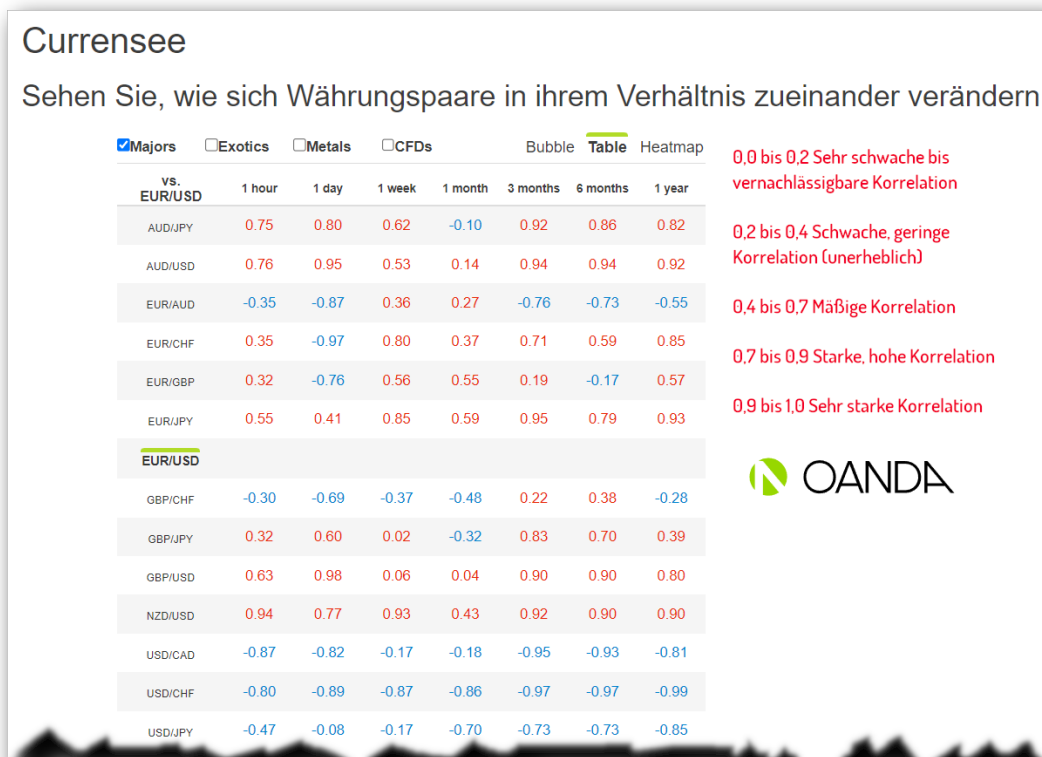 Currensee
Sehen Sie, wie sich Währungspaare in ihrem Verhältnis zueinander verändern
Majors Exotics Metals CFDs Bubble Table Heatmap
vs. EUR/USD 1 hour 1 day 1 week 1 month 3 months 6 months 1 year
AUD/JPY 0.75 0.80 0.62 -0.10 0.92 0.86 0.82
AUD/USD 0.76 0.95 0.53 0.14 0.94 0.94 0.92
EUR/AUD -0.35 -0.87 0.36 0.27 -0.76 -0.73 -0.55
EUR/CHF 0.35 -0.97 0.80 0.37 0.71 0.59 0.85
EUR/GBP 0.32 -0.76 0.56 0.55 0.19 -0.17 0.57
EUR/JPY 0.55 0.41 0.85 0.59 0.95 0.79 0.93
EUR/USD
GBP/CHF -0.30 -0.69 -0.37 -0.48 0.22 0.38 -0.28
GBP/JPY 0.32 0.60 0.02 -0.32 0.83 0.70 0.39
GBP/USD 0.63 0.98 0.06 0.04 0.90 0.90 0.80
NZD/USD 0.94 0.77 0.93 0.43 0.92 0.90 0.90
USD/CAD -0.87 -0.82 -0.17 -0.18 -0.95 -0.93 -0.81
USD/CHF -0.80 -0.89 -0.87 -0.86 -0.97 -0.97 -0.99
USD/JPY -0.47 -0.08 -0.17 -0.70 -0.73 -0.73 -0.85
0,0 bis 0,2 Sehr schwache bis
vernachlässigbare Korrelation
0,2 bis 0,4 Schwache, geringe
Korrelation (unerheblich)
0,4 bis 0,7 Mäßige Korrelation
0,7 bis 0,9 Starke, hohe Korrelation
0,9 bis 1,0 Sehr starke Korrelation
OANDA